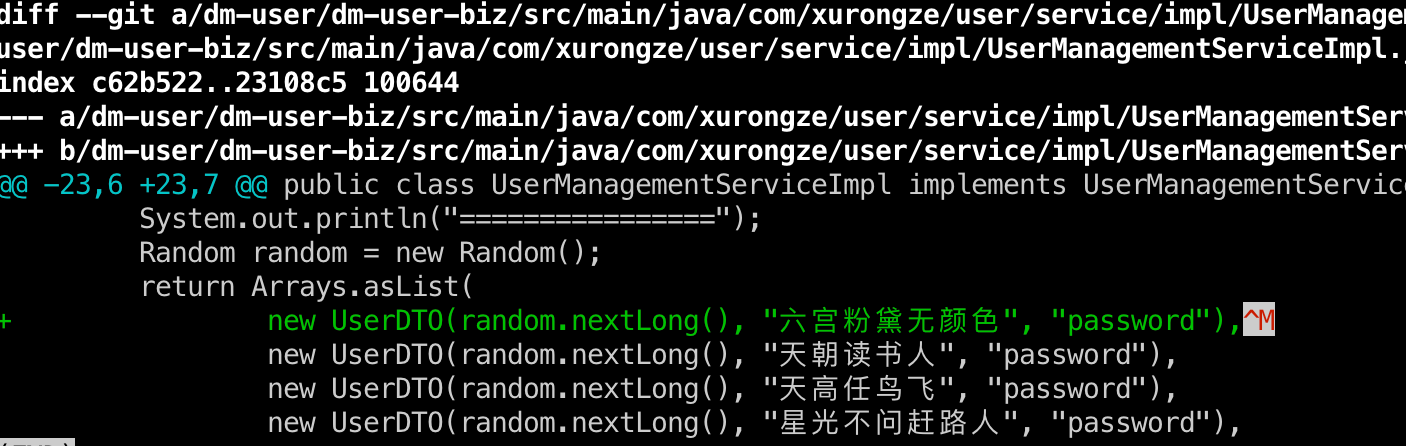 diff --git a/dm-user/dm-user-biz/src/main/java/com/xurongze/user/service/impl/UserManagem
user/dm-user-biz/src/main/java/com/xurongze/user/service/impl/UserManagementServiceImpl.j
index c62b522..23108c5 100644
--- a/dm-user/dm-user-biz/src/main/java/com/xurongze/user/service/impl/UserManagementServ
+++ b/dm-user/dm-user-biz/src/main/java/com/xurongze/user/service/impl/UserManagementServ
@@ -23,6 +23,7 @@ public class UserManagementServiceImpl implements UserManagementService
System.out.println("================");
Random random = new Random();
return Arrays.asList(
+ new UserDTO(random.nextLong(), "六宫粉黛无颜色", "password"),^M
new UserDTO(random.nextLong(), "天朝读书人", "password"),
new UserDTO(random.nextLong(), "天高任鸟飞", "password"),
new UserDTO(random.nextLong(), "星光不问赶路人", "password"),